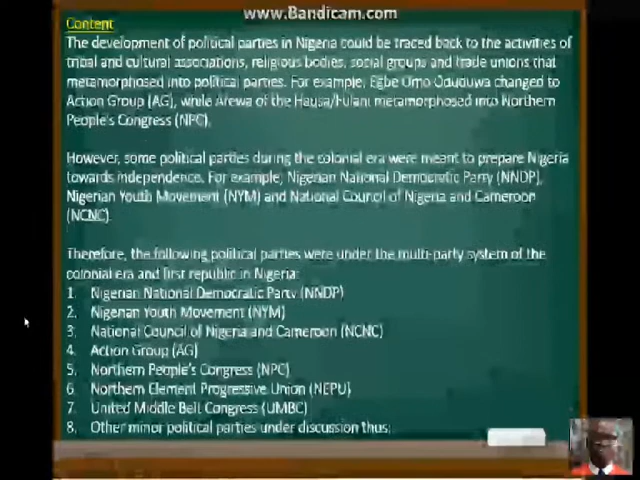 www.Bandicam.com
Content
The development of political parties in Nigeria could be traced back to the activities of
tribal and cultural associations, religious bodies, social groups and trade unions that
metamorphosed into political parties. For example, Egbe Omo Oduduwa changed to
Action Group (AG), while Arewa of the Hausa/Fulani metamorphosed into Northern
People's Congress (NPC).
However, some political parties during the colonial era were meant to prepare Nigeria
towards independence. For example, Nigerian National Democratic Party (NNDP),
Nigerian Youth Movement (NYM) and National Council of Nigeria and Cameroon
(NCNC)
Therefore, the following political parties were under the multi-party system of the
colonial era and first republic in Nigeria:
1. Nigerian National Democratic Party (NNDP)
2. Nigerian Youth Movement (NYM)
3. National Council of Nigeria and Cameroon (NCNC)
4. Action Group (AG)
5. Northern People's Congress (NPC)
6. Northern Element Progressive Union (NEPU)
7. United Middle Belt Congress (UMBC)
8. Other minor political parties under discussion thus: